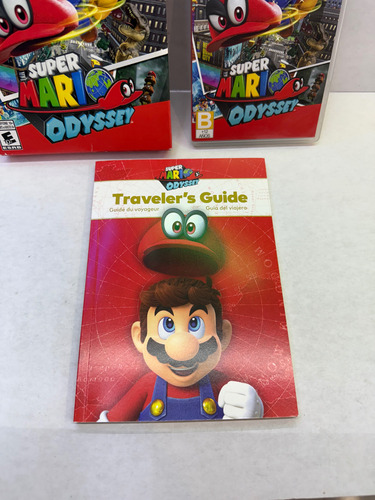 SUPER
MARIO
ODYSSEY
E
SUPER
MARIO
ODYSSEY
B
SUPER
MARIO
ODYSSEY
Traveler's Guide
Guide du voyageur
Guía del viajero